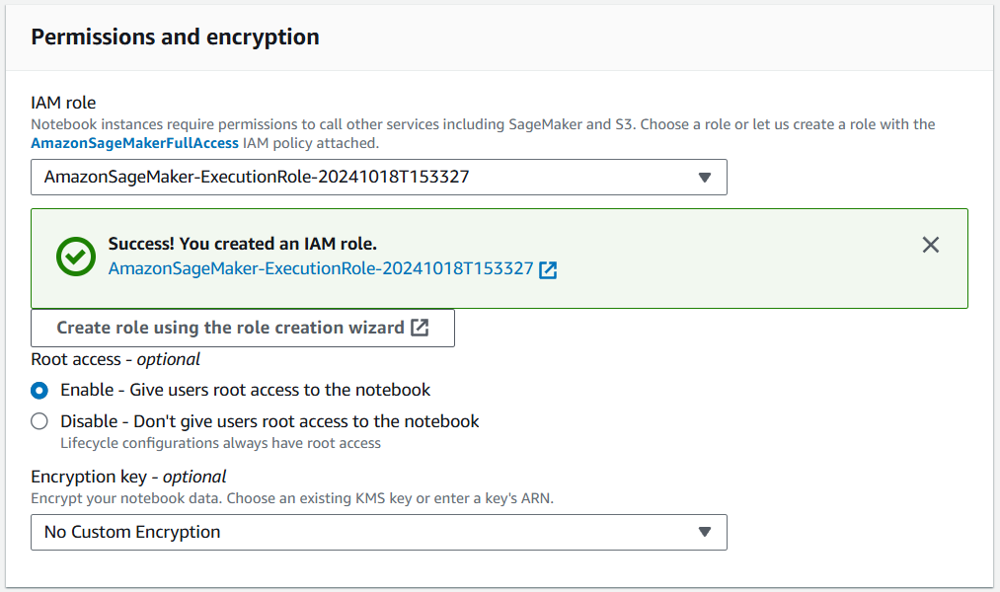 Permissions and encryption
IAM role
Notebook instances require permissions to call other services including SageMaker and S3. Choose a role or let us create a role with the
AmazonSageMakerFullAccess IAM policy attached.
AmazonSageMaker-ExecutionRole-20241018T153327
Success! You created an IAM role.
AmazonSageMaker-ExecutionRole-20241018T153327
Create role using the role creation wizard
Root access - optional
Enable - Give users root access to the notebook
Disable - Don't give users root access to the notebook
Lifecycle configurations always have root access
Encryption key - optional
Encrypt your notebook data. Choose an existing KMS key or enter a key's ARN.
No Custom Encryption